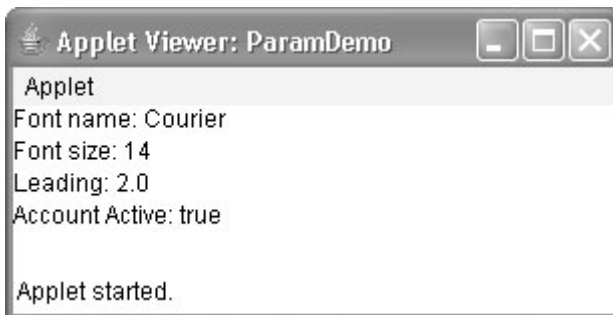 Applet Viewer: ParamDemo
Applet
Font name: Courier
Font size: 14
Leading: 2.0
Account Active: true
Applet started.